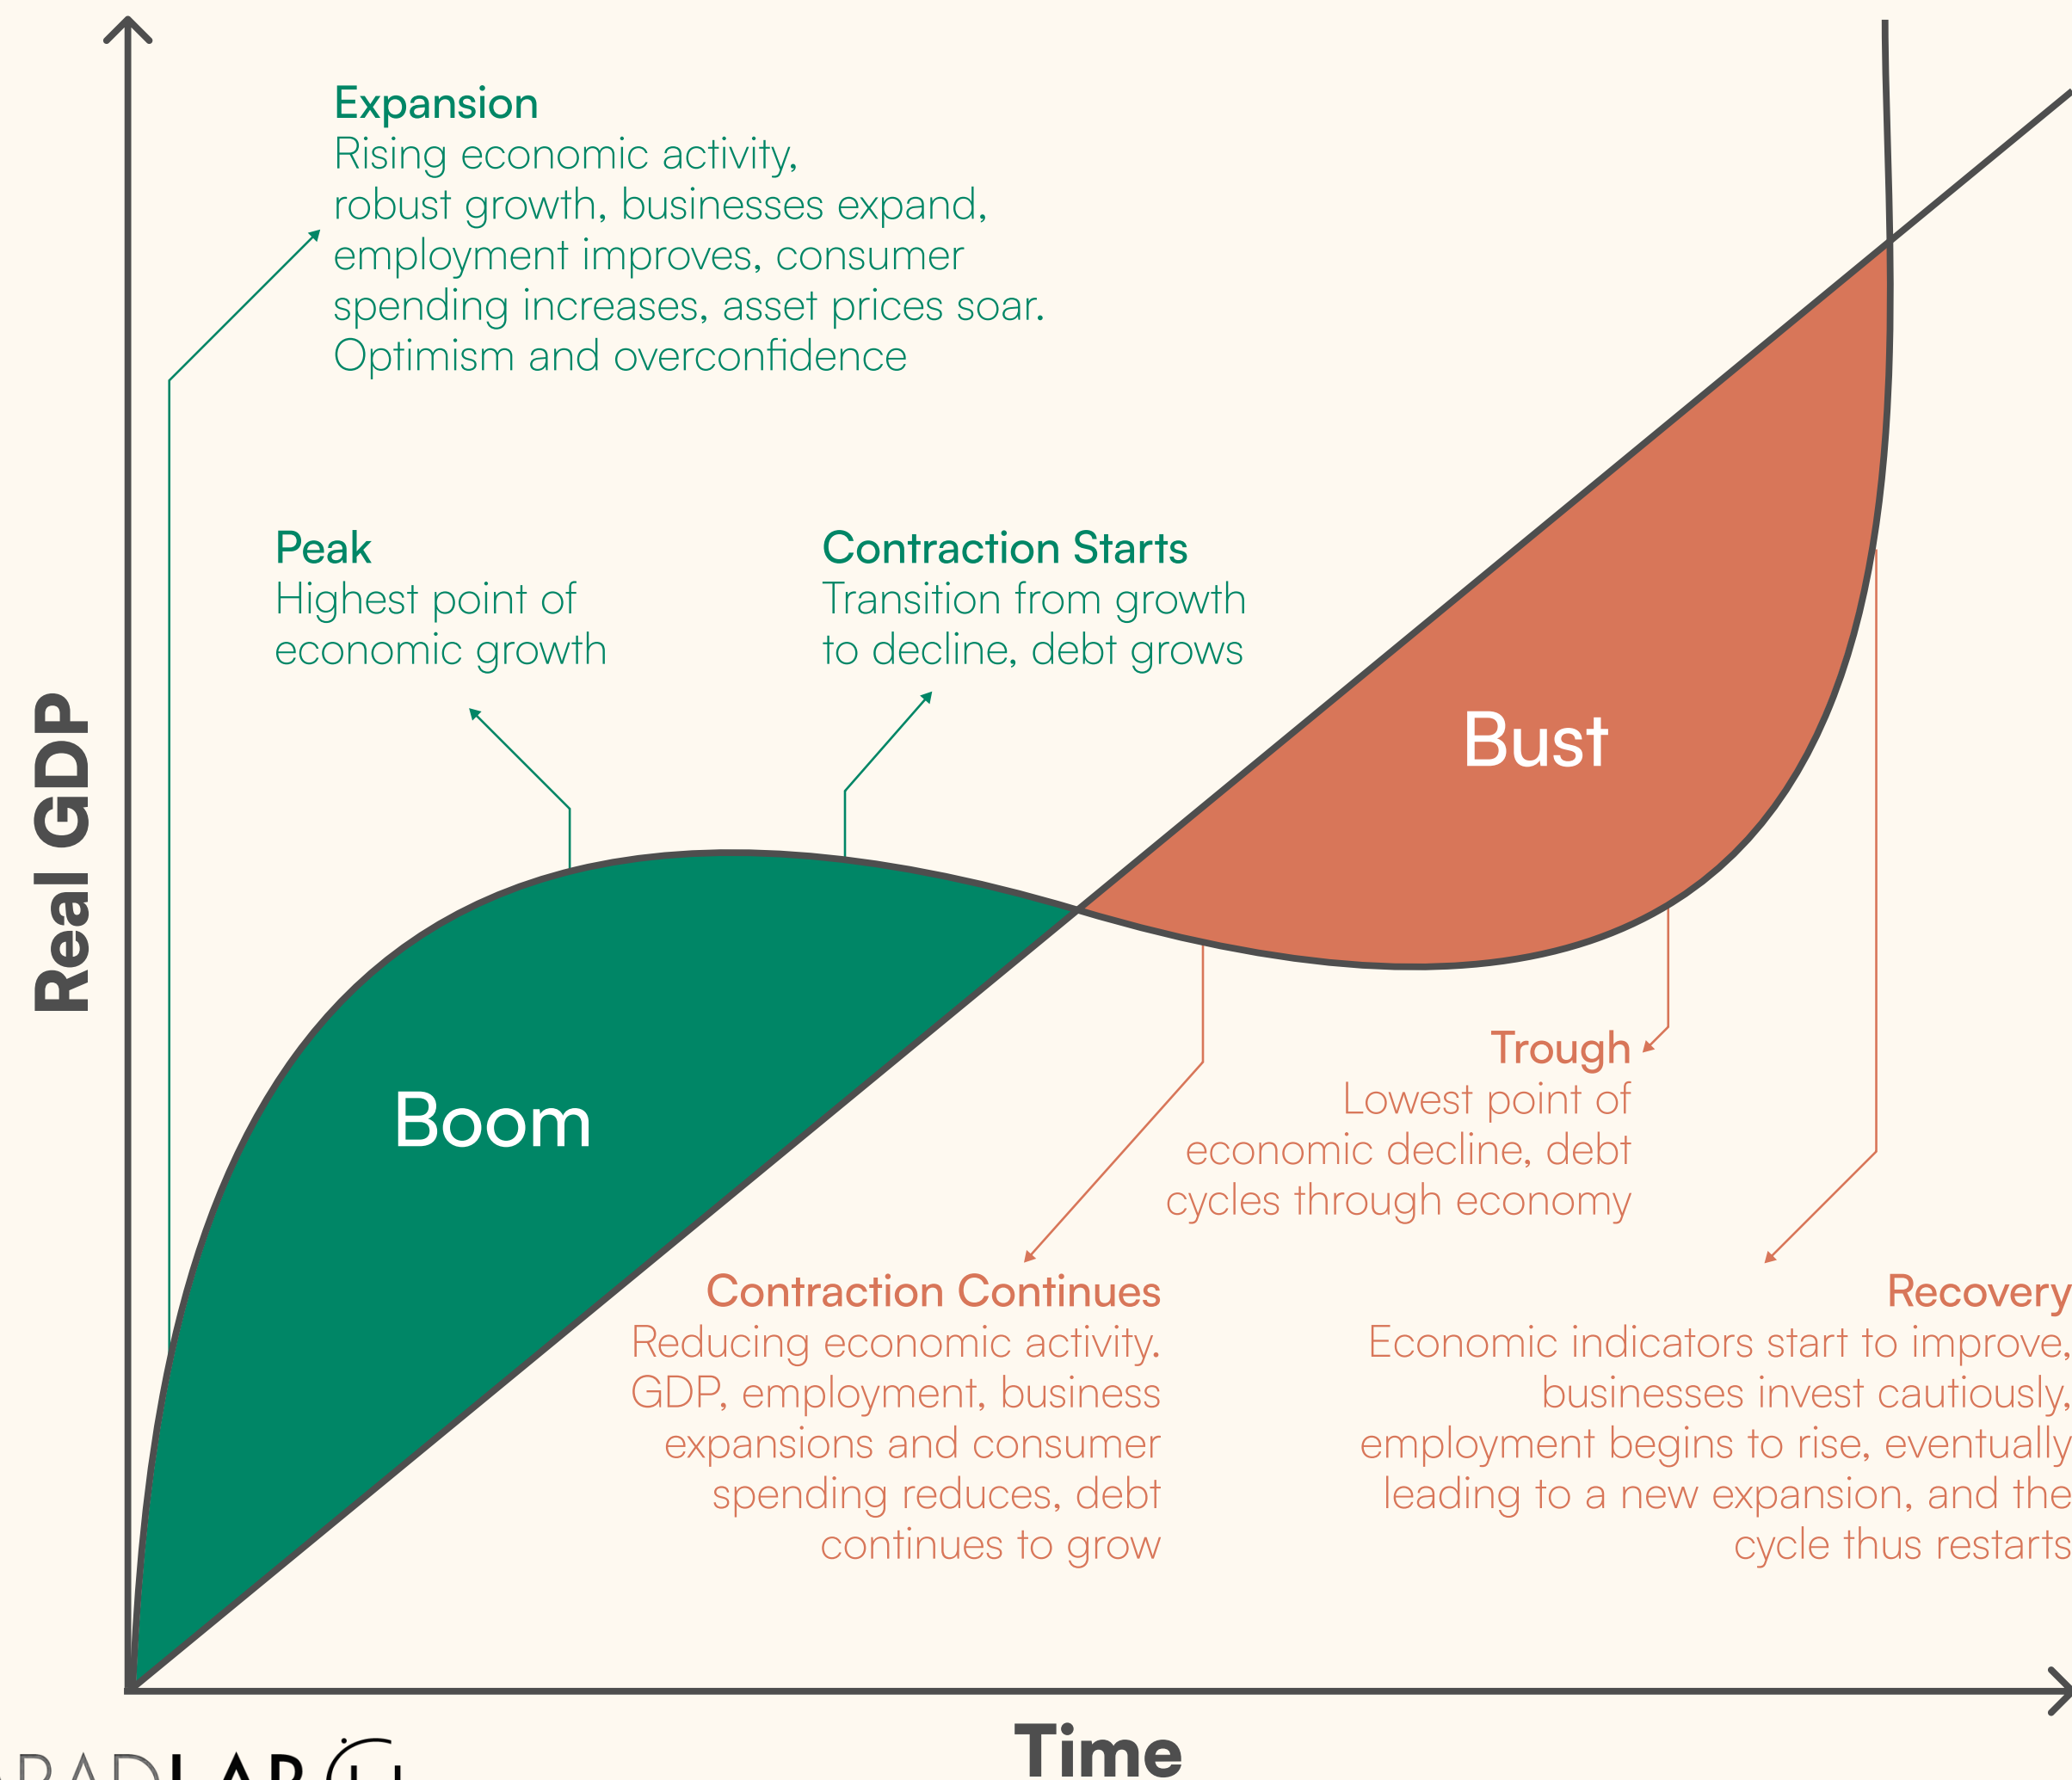 Expansion
Rising economic activity,
robust growth, businesses expand,
employment improves, consumer
spending increases, asset prices soar.
Optimism and overconfidence
Peak
Highest point of
economic growth
Contraction Starts
Transition from growth
to decline, debt grows
Real GDP
Bust
Boom
Trough
Lowest point of
economic decline, debt
cycles through economy
Contraction Continues
Reducing economic activity.
GDP, employment, business
expansions and consumer
spending reduces, debt
continues to grow
Recovery
Economic indicators start to improve,
businesses invest cautiously,
employment begins to rise, eventually
leading to a new expansion, and the
cycle thus restarts
Time